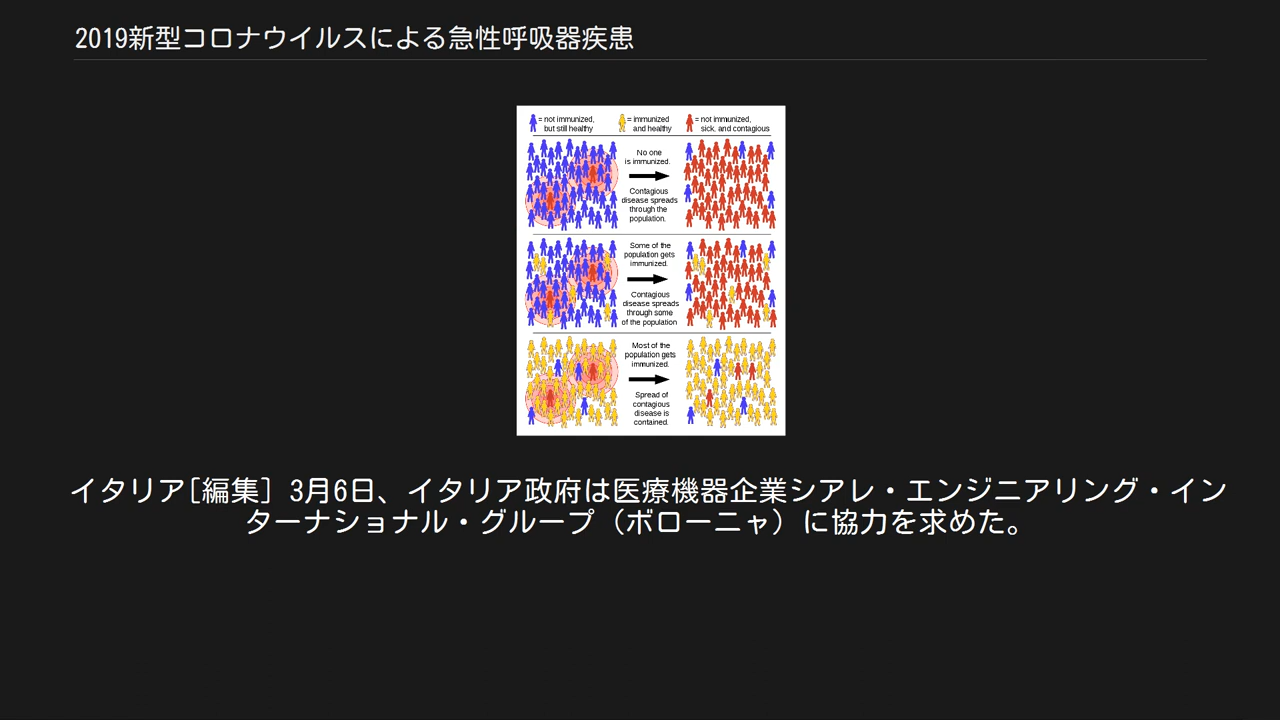 2019新型コロナウイルスによる急性呼吸器疾患
= not immunized,
but still healthy
= immunized
and healthy
= not immunized,
sick, and contagious
No one
is immunized.
Contagious
disease spreads
through the
population.
Some of the
population gets
immunized.
Contagious
disease spreads
through some
of the population
Most of the
population gets
immunized.
Spread of
contagious
disease is
contained.
イタリア[編集] 3月6日、イタリア政府は医療機器企業シアレ・エンジニアリング・イン
ターナショナル・グループ（ボローニャ）に協力を求めた。